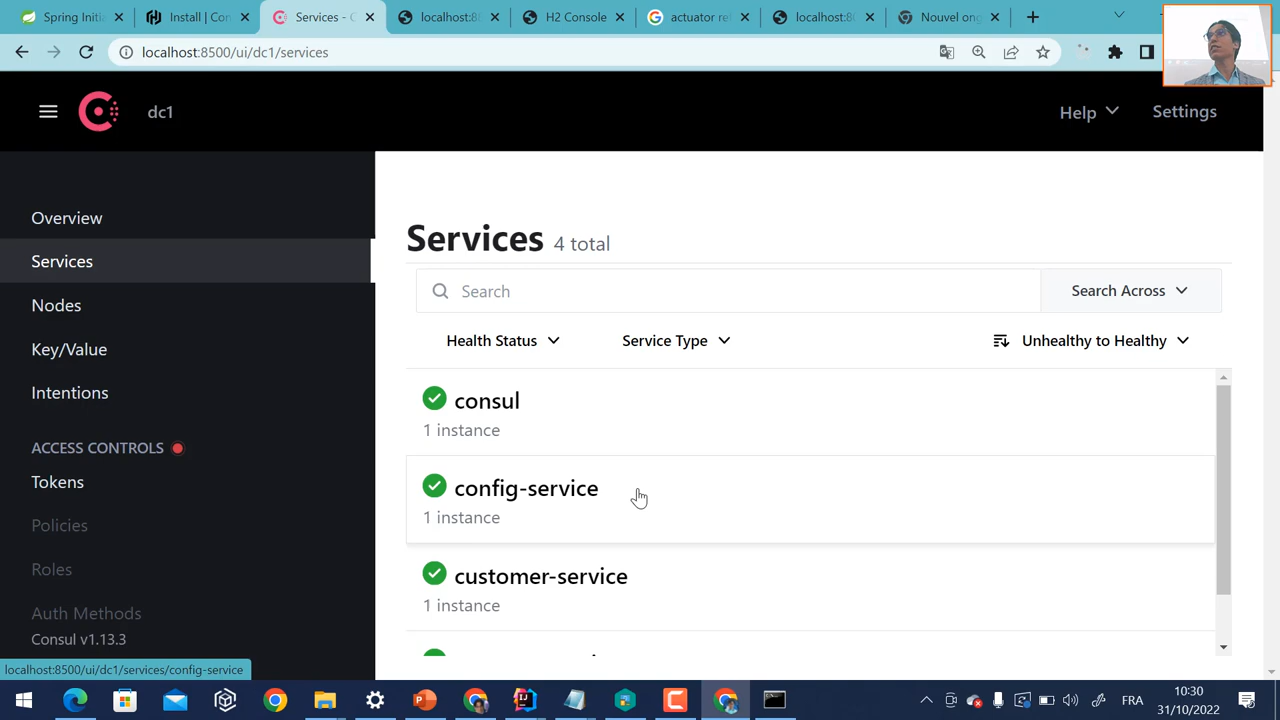 Spring Initia
Install | Con
Services - C
localhost:8
H2 Console
actuator re
localhost:80
Nouvel ong
localhost:8500/ui/dc1/services
dc1
Help
Settings
Overview
Services
Nodes
Key/Value
Intentions
ACCESS CONTROLS
Tokens
Policies
Roles
Auth Methods
Consul v1.13.3
Services 4 total
Search
Search Across
Health Status
Service Type
Unhealthy to Healthy
consul
1 instance
config-service
1 instance
customer-service
1 instance
localhost:8500/ui/dc1/services/config-service
FRA
10:30
31/10/2022